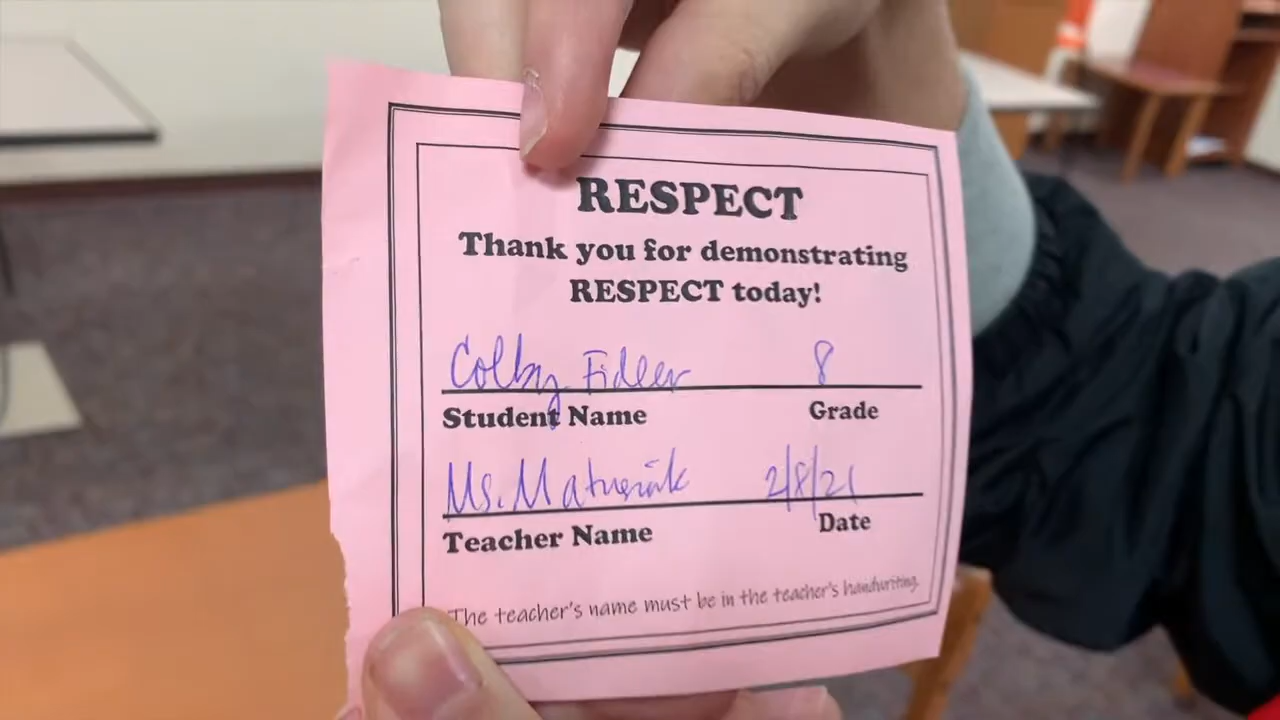 RESPECT
Thank you for demonstrating
RESPECT today!
Colby Fidler 8
Student Name Grade
Ms. 2/8/21
Teacher Name Date
The teacher's name must be in the teacher's handwriting.